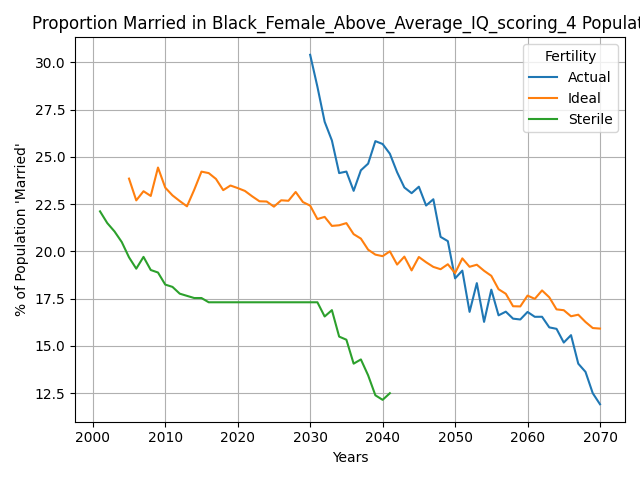 Proportion Married in Black_Female_Above_Average_IQ_scoring_4 Populat
Fertility
Actual
Ideal
Sterile
% of Population 'Married'
30.0
27.5
25.0
22.5
20.0
17.5
15.0
12.5
2000 2010 2020 2030 2040 2050 2060 2070
Years